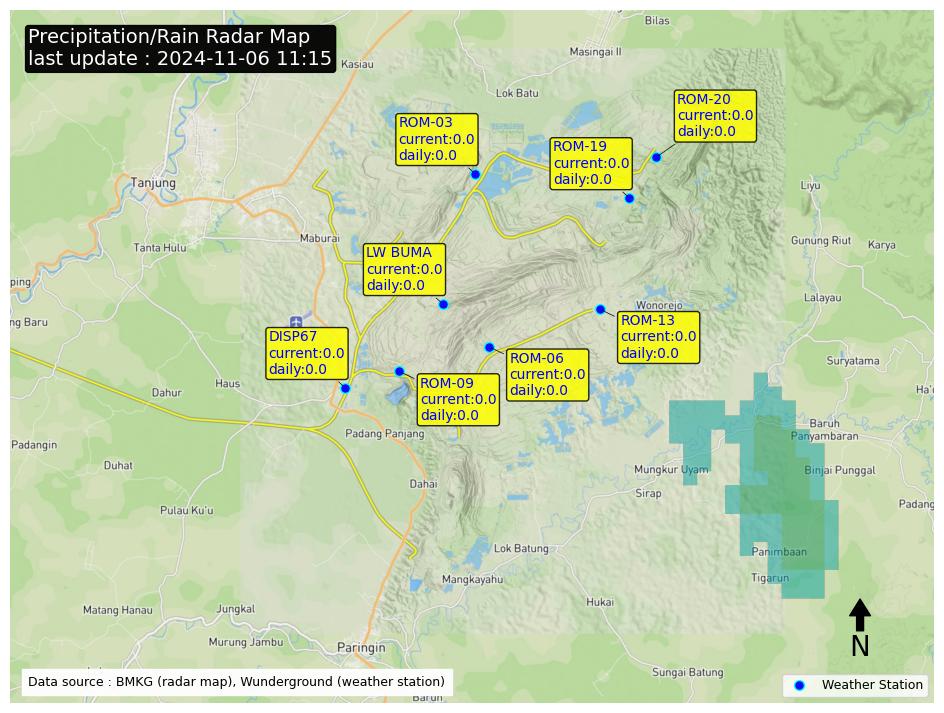 Precipitation/Rain Radar Map
last update : 2024-11-06 11:15
Bilas
Masingai II
Kasiau
Lok Batu
ROM-20
current:0.0
daily:0.0
ROM-03
current:0.0
daily:0.0
ROM-19
current:0.0
daily:0.0
Tanjung
Liyu
Maburai
Tanta Hulu
Gunung Riut
Karya
LW BUMA
current:0.0
daily:0.0
ping
Lalayau
Wonorejo
ng Baru
ROM-13
current:0.0
daily:0.0
DISP67
current:0.0
daily:0.0
ROM-06
current:0.0
daily:0.0
Suryatama
Haus
Dahur
ROM-09
current:0.0
daily:0.0
Ha'o
Baruh
Panyambaran
Padang Panjang
Padangin
Duhat
Mungkur Uyam
Binjai Punggal
Dahai
Sirap
Padang
Pulau Ku'u
Lok Batung
Panimbaan
Mangkayahu
Tigarun
Matang Hanau
Jungkal
Hukai
Murung Jambu
Paringin
N
Sungai Batung
Data source : BMKG (radar map), Wunderground (weather station)
Weather Station
Barun